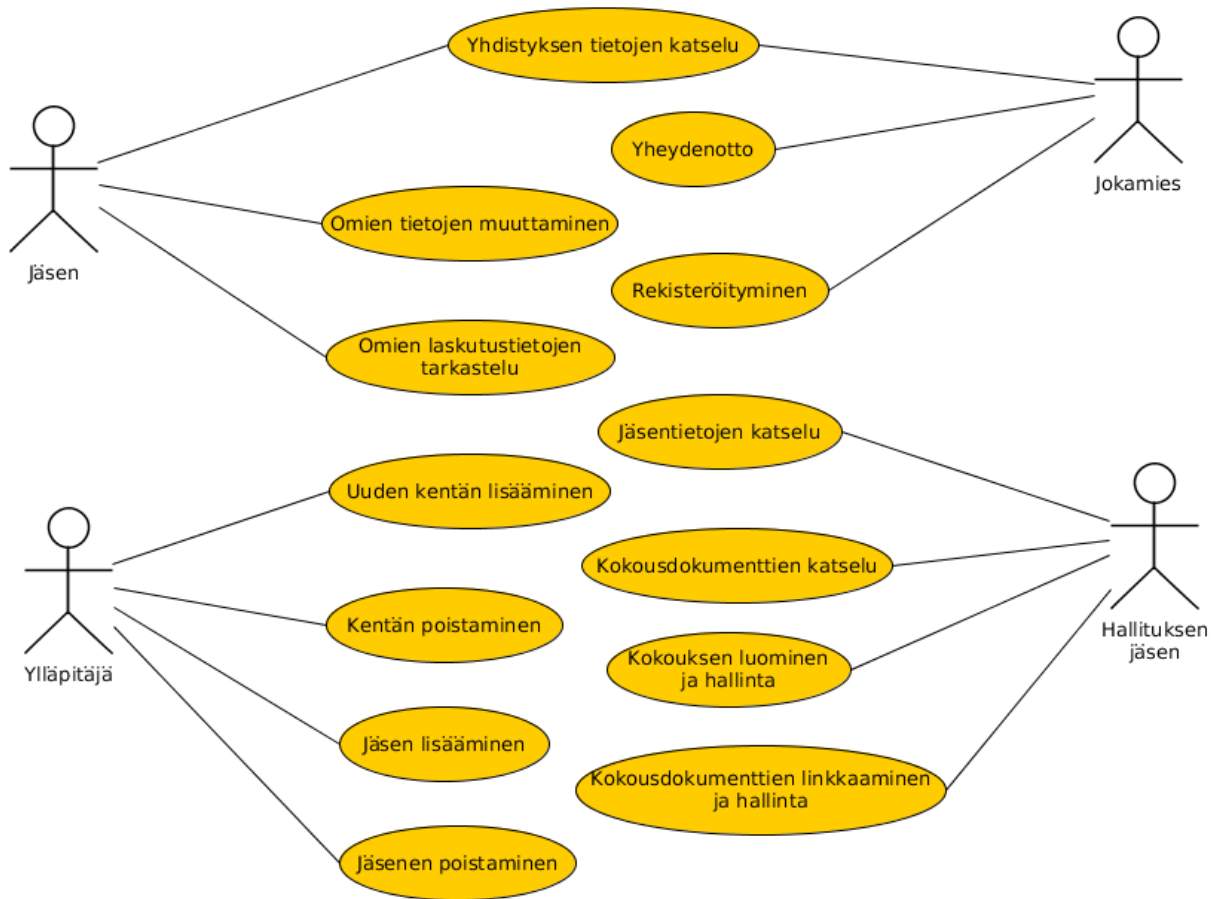 Yhdistyksen tietojen katselu
Yheydenotto
Jokamies
Omien tietojen muuttaminen
Jäsen
Rekisteröityminen
Omien laskutustietojen
tarkastelu
Jäsentietojen katselu
Uuden kentän lisääminen
Kokousdokumenttien katselu
Kentän poistaminen
Hallituksen
jäsen
Ylläpitäjä
Kokouksen luominen
ja hallinta
Jäsen lisääminen
Kokousdokumenttien linkkaaminen
ja hallinta
Jäsenen poistaminen